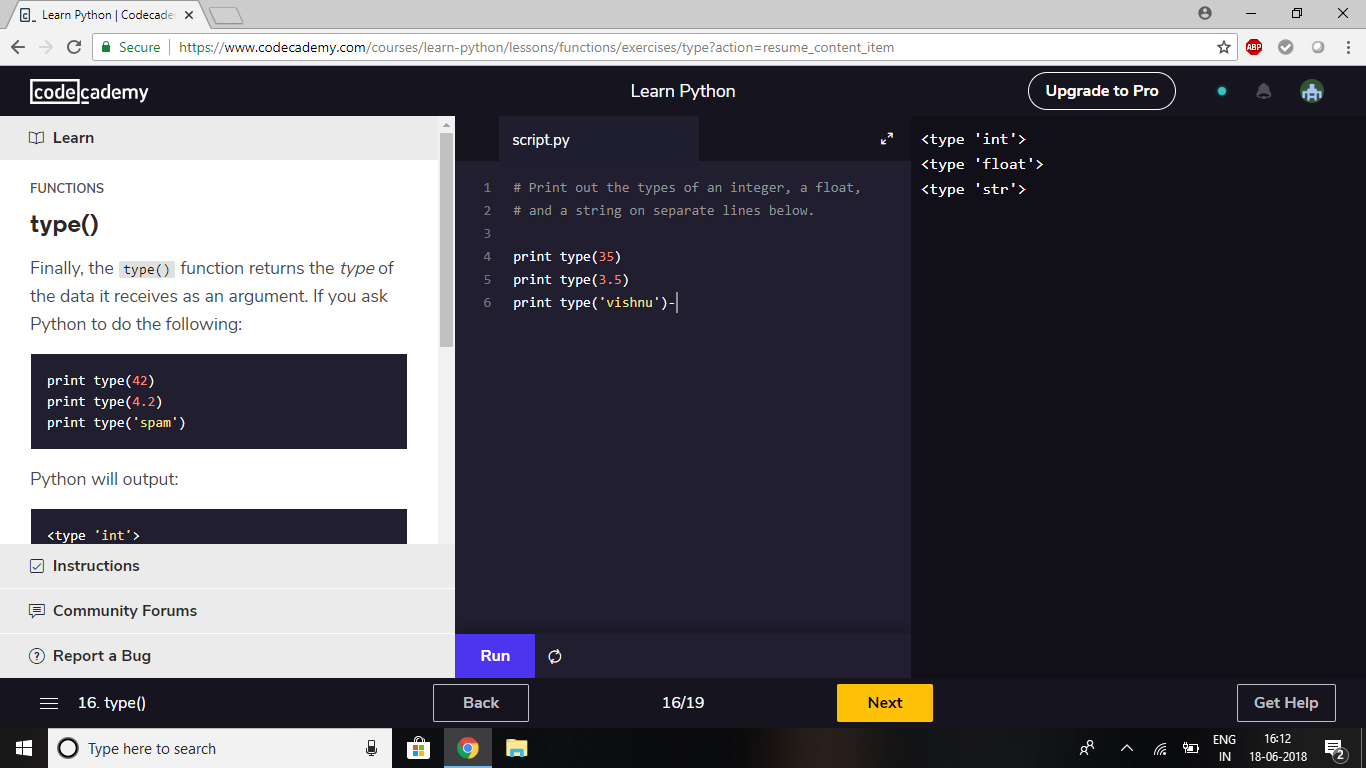 Learn Python | Codecade
Secure
https://www.codecademy.com/courses/learn-python/lessons/functions/exercises/type?action=resume_content_item
ABP
codecademy
Learn Python
Upgrade to Pro
Learn
FUNCTIONS
type()
Finally, the type() function returns the type of
the data it receives as an argument. If you ask
Python to do the following:
print type(42)
print type(4.2)
print type('spam')
Python will output:
<type 'int'>
Instructions
Community Forums
Report a Bug
script.py
1 # Print out the types of an integer, a float,
2 # and a string on separate lines below.
3
4 print type(35)
5 print type(3.5)
6 print type('vishnu')-
Run
<type 'int'>
<type 'float'>
<type 'str'>
16. type()
Back
16/19
Next
Get Help
Type here to search
ENG
IN
16:12
18-06-2018
2